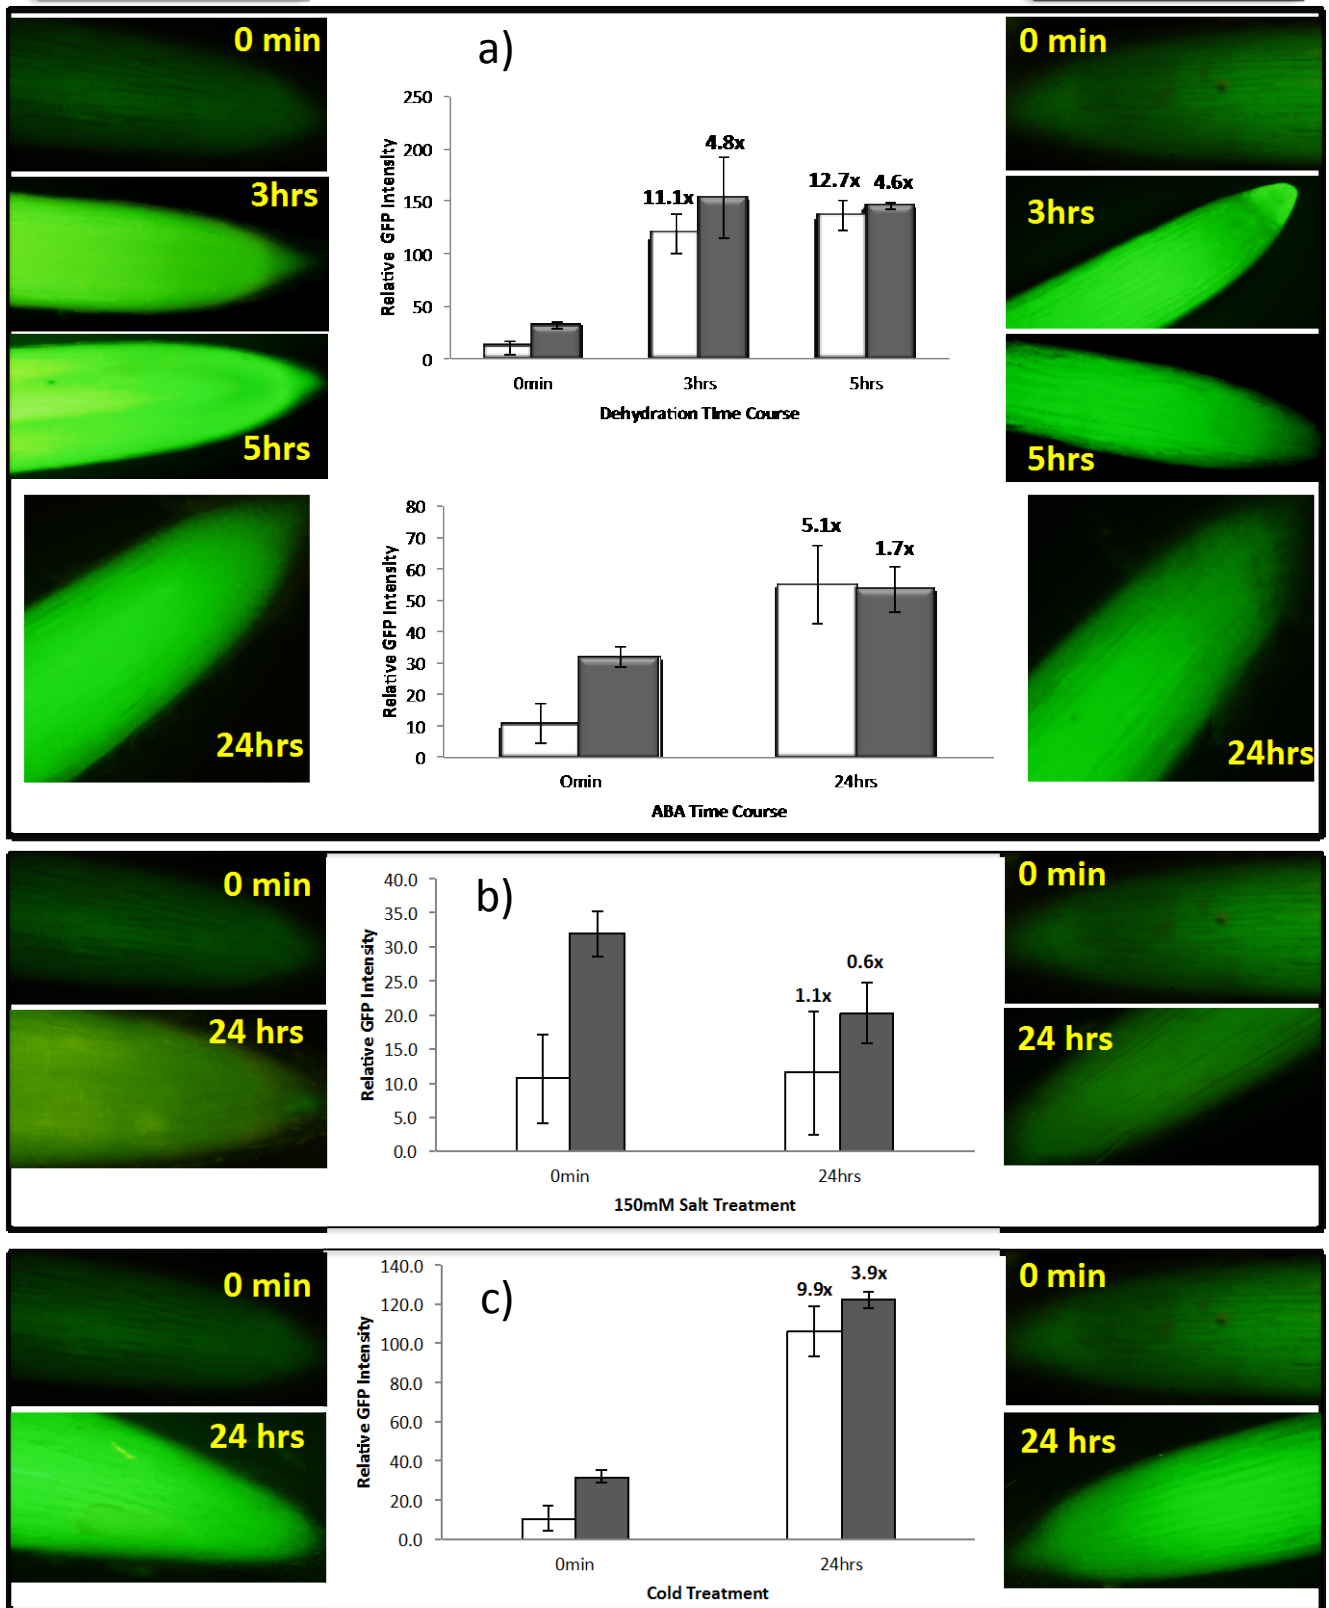 0 min
a)
0 min
250
200
150
100
50
0
Relative GFP Intensity
4.8x
11.1x
12.7x
4.6x
0min
3hrs
5hrs
Dehydration TIme Course
3hrs
5hrs
3hrs
5hrs
80
70
60
50
40
30
20
10
0
Relative GFP Intensity
5.1x
1.7x
0min
24hrs
ABA Time Course
24hrs
24hrs
0 min
b)
0 min
40.0
35.0
30.0
25.0
20.0
15.0
10.0
5.0
0.0
Relative GFP Intensity
0.6x
1.1x
0min
24hrs
150mM Salt Treatment
24 hrs
24 hrs
0 min
c)
0 min
140.0
120.0
100.0
80.0
60.0
40.0
20.0
0.0
Relative GFP Intensity
3.9x
9.9x
0min
24hrs
Cold Treatment
24 hrs
24 hrs